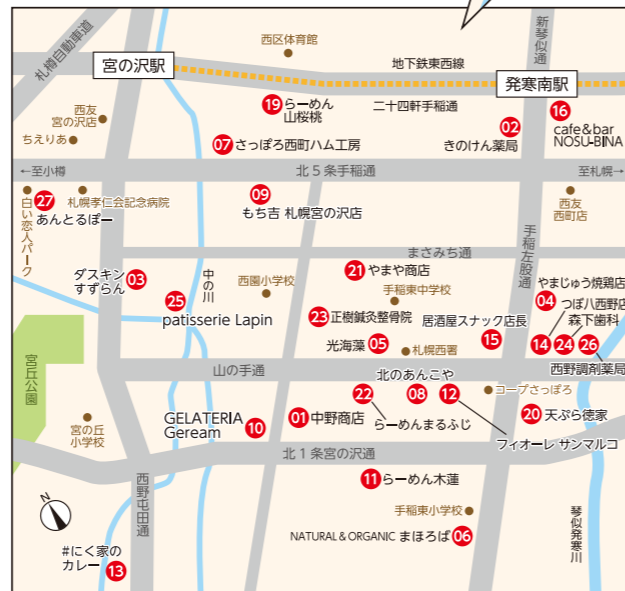 札樽自動車道
西区体育館
新琴似通
宮の沢駅
地下鉄東西線
発寒南駅
西友
宮の沢店
ちえりあ
19 らーめん
山桜桃
二十四軒手稲通
16
cafe&bar
NOSU-BINA
02
きのけん薬局
07 さっぽろ西町ハム工房
←至小樽
北5条手稲通
至札幌→
27
あんとるぽー
札幌孝仁会記念病院
白い恋人パーク
09
もち吉 札幌宮の沢店
西友
西町店
まさみち通
手稲左股通
ダスキン
すずらん
03
中の川
西園小学校
21 やまや商店
手稲東中学校
やまじゅう焼鶏店
04
つぼ八西野店
森下歯科
25
patisserie Lapin
23 正樹鍼灸整骨院
居酒屋スナック店長
15
14
24
26
光海藻 05
札幌西署
西野調剤薬局
宮丘公園
山の手通
北のあんこや
コープさっぽろ
宮の丘
小学校
GELATERIA
Geream
10
01 中野商店
22
08
12
らーめんまるふじ
20 天ぷら徳家
フィオーレ サンマルコ
北1条宮の沢通
西野屯田通
11 らーめん木蓮
N
手稲東小学校
琴似発寒川
NATURAL & ORGANIC まほろば 06
#にく家の
カレー
13